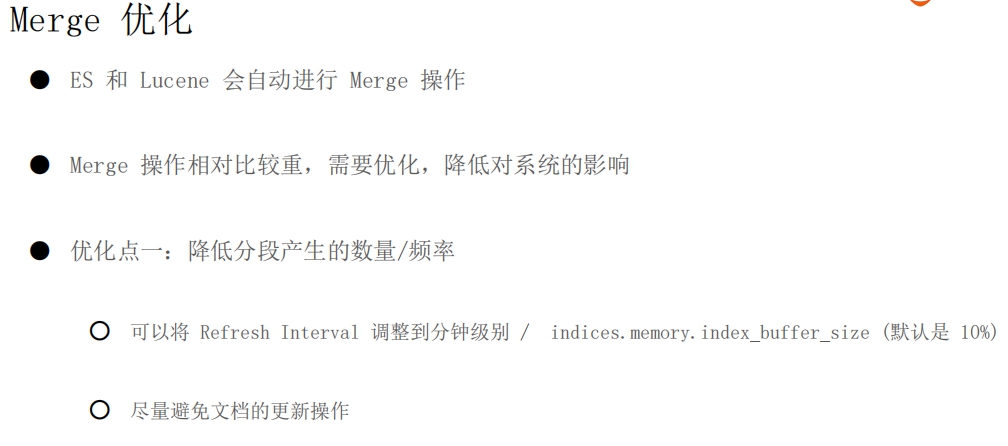 Merge 优化
ES 和 Lucene 会自动进行 Merge 操作
Merge 操作相对比较重，需要优化，降低对系统的影响
优化点一：降低分段产生的数量/频率
可以将 Refresh Interval 调整到分钟级别 / indices.memory.index_buffer_size (默认是 10%)
尽量避免文档的更新操作